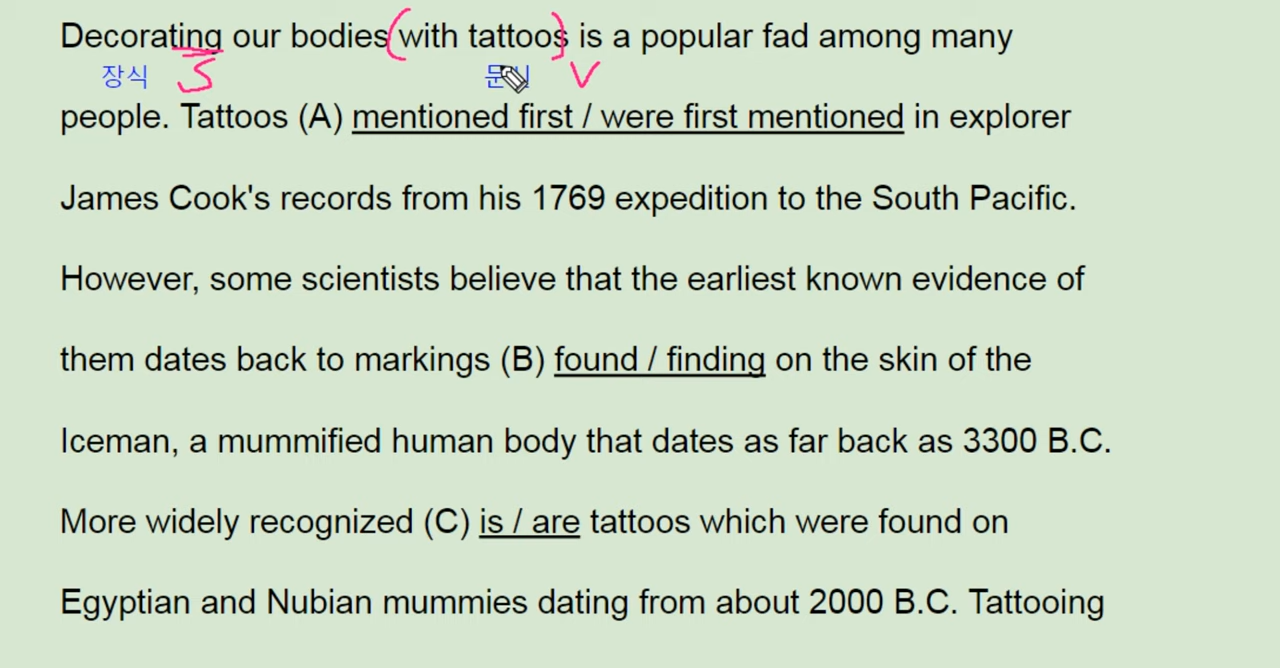 Decorating our bodies(with tattoos) is a popular fad among many
장식 S V
people. Tattoos (A) mentioned first / were first mentioned in explorer
James Cook's records from his 1769 expedition to the South Pacific.
However, some scientists believe that the earliest known evidence of
them dates back to markings (B) found / finding on the skin of the
Iceman, a mummified human body that dates as far back as 3300 B.C.
More widely recognized (C) is / are tattoos which were found on
Egyptian and Nubian mummies dating from about 2000 B.C. Tattooing